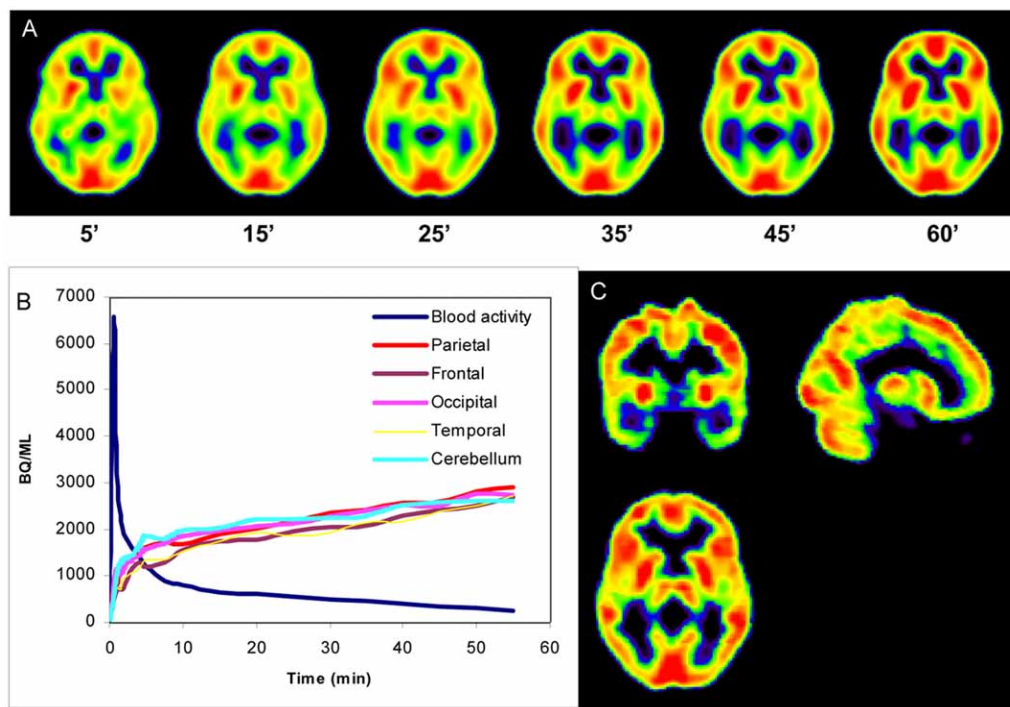 A
5’ 15’ 25’ 35’ 45’ 60’
B
7000
6000
5000
4000
3000
2000
1000
0
BQ/ML
Blood activity
Parietal
Frontal
Occipital
Temporal
Cerebellum
0 10 20 30 40 50 60
Time (min)
C